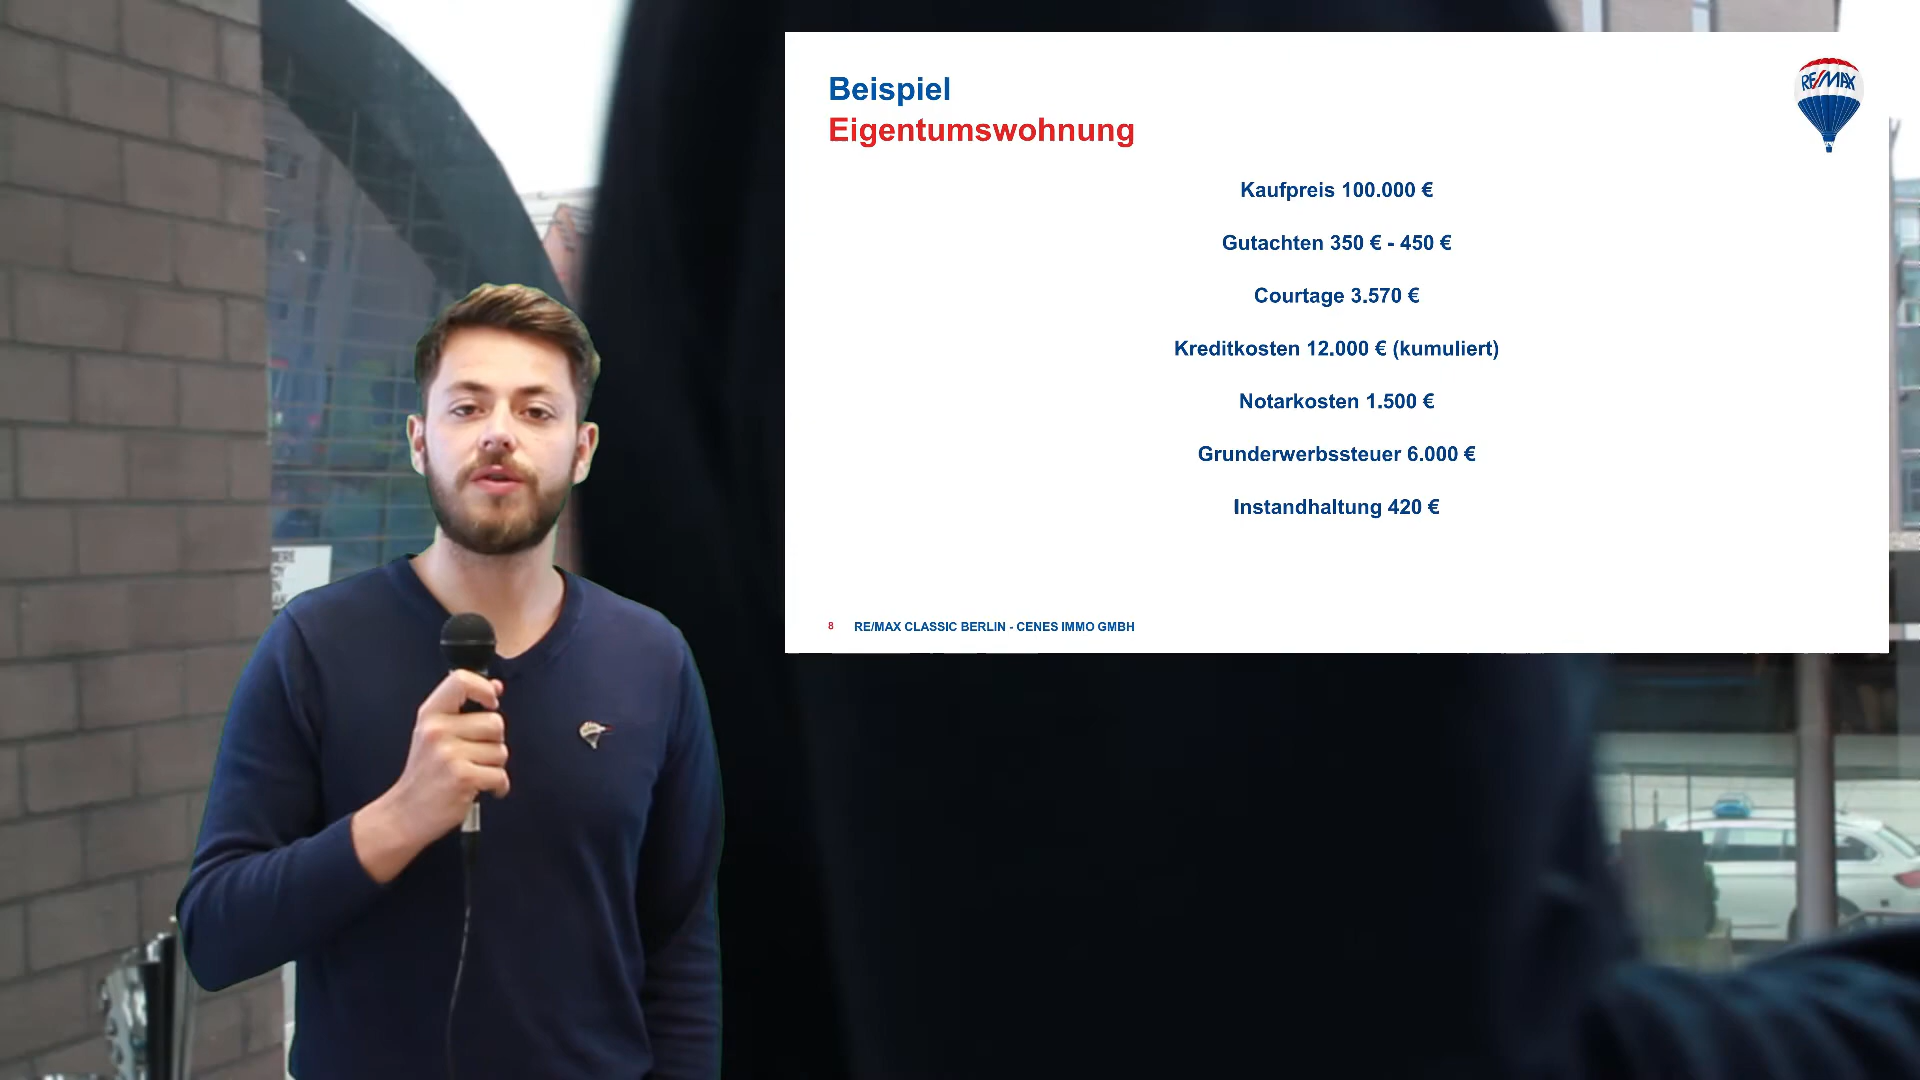 Beispiel
Eigentumswohnung
RE/MAX
Kaufpreis 100.000 €
Gutachten 350 € - 450 €
Courtage 3.570 €
Kreditkosten 12.000 € (kumuliert)
Notarkosten 1.500 €
Grunderwerbssteuer 6.000 €
Instandhaltung 420 €
8 RE/MAX CLASSIC BERLIN - CENES IMMO GMBH